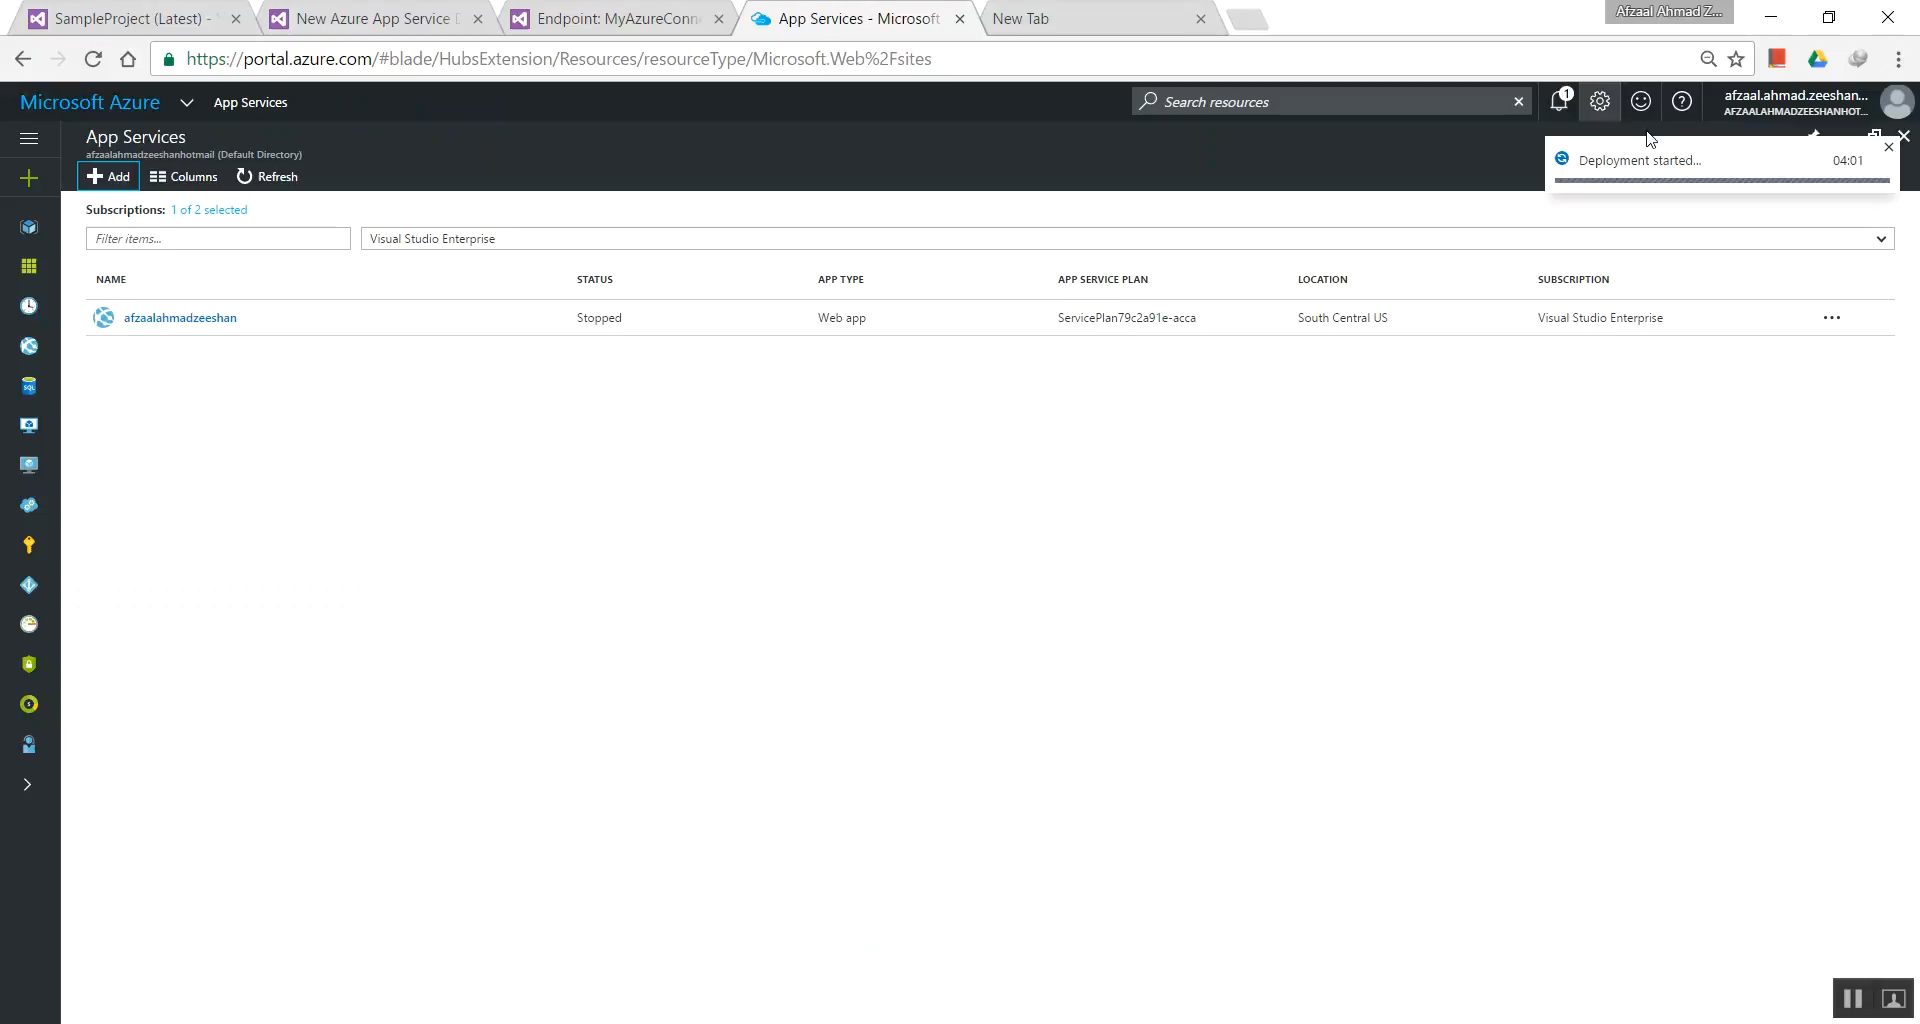 SampleProject (Latest) -
New Azure App Service
Endpoint: MyAzureConn
App Services - Microsoft
New Tab
Afzaal Ahmad Z...
https://portal.azure.com/#blade/HubsExtension/Resources/resourceType/Microsoft.Web%2Fsites
Microsoft Azure
App Services
Search resources
1
afzaal.ahmad.zeeshan...
AFZAALAHMADZEESHANHOT...
App Services
afzaalahmadzeeshanhotmail (Default Directory)
Add
Columns
Refresh
Deployment started...
04:01
Subscriptions: 1 of 2 selected
Filter items...
Visual Studio Enterprise
NAME
STATUS
APP TYPE
APP SERVICE PLAN
LOCATION
SUBSCRIPTION
afzaalahmadzeeshan
Stopped
Web app
ServicePlan79c2a91e-acca
South Central US
Visual Studio Enterprise
SQL